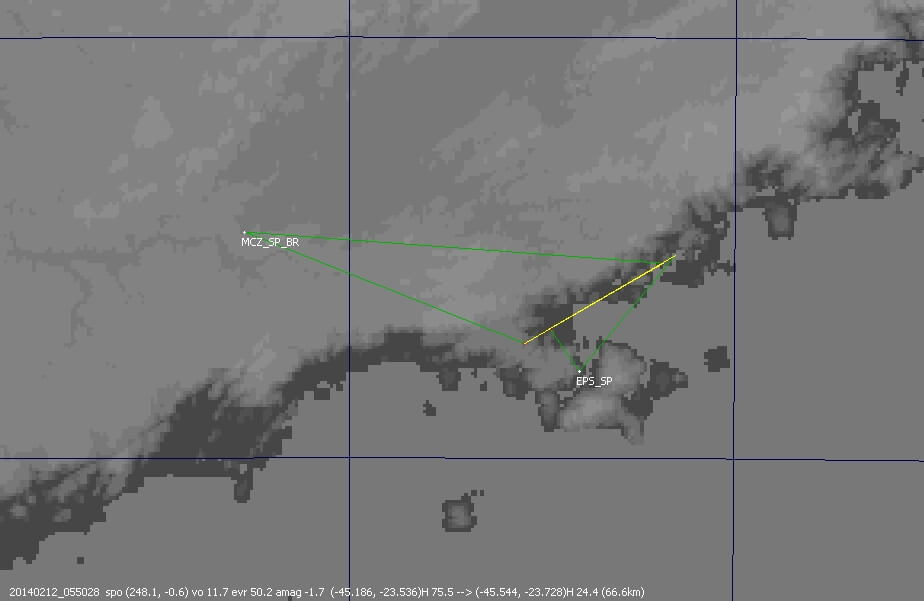 MCZ_SP_BR
EPS_SP
20140212_055028 spo (248.1, -0.6) vo 11.7 evr 50.2 amag -1.7 (-45.186, -23.536)H 75.5 --> (-45.544, -23.728)H 24.4 (66.6km)